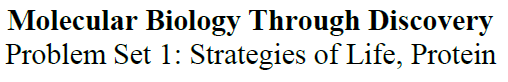 Molecular Biology Through Discovery
Problem Set 1: Strategies of Life, Protein